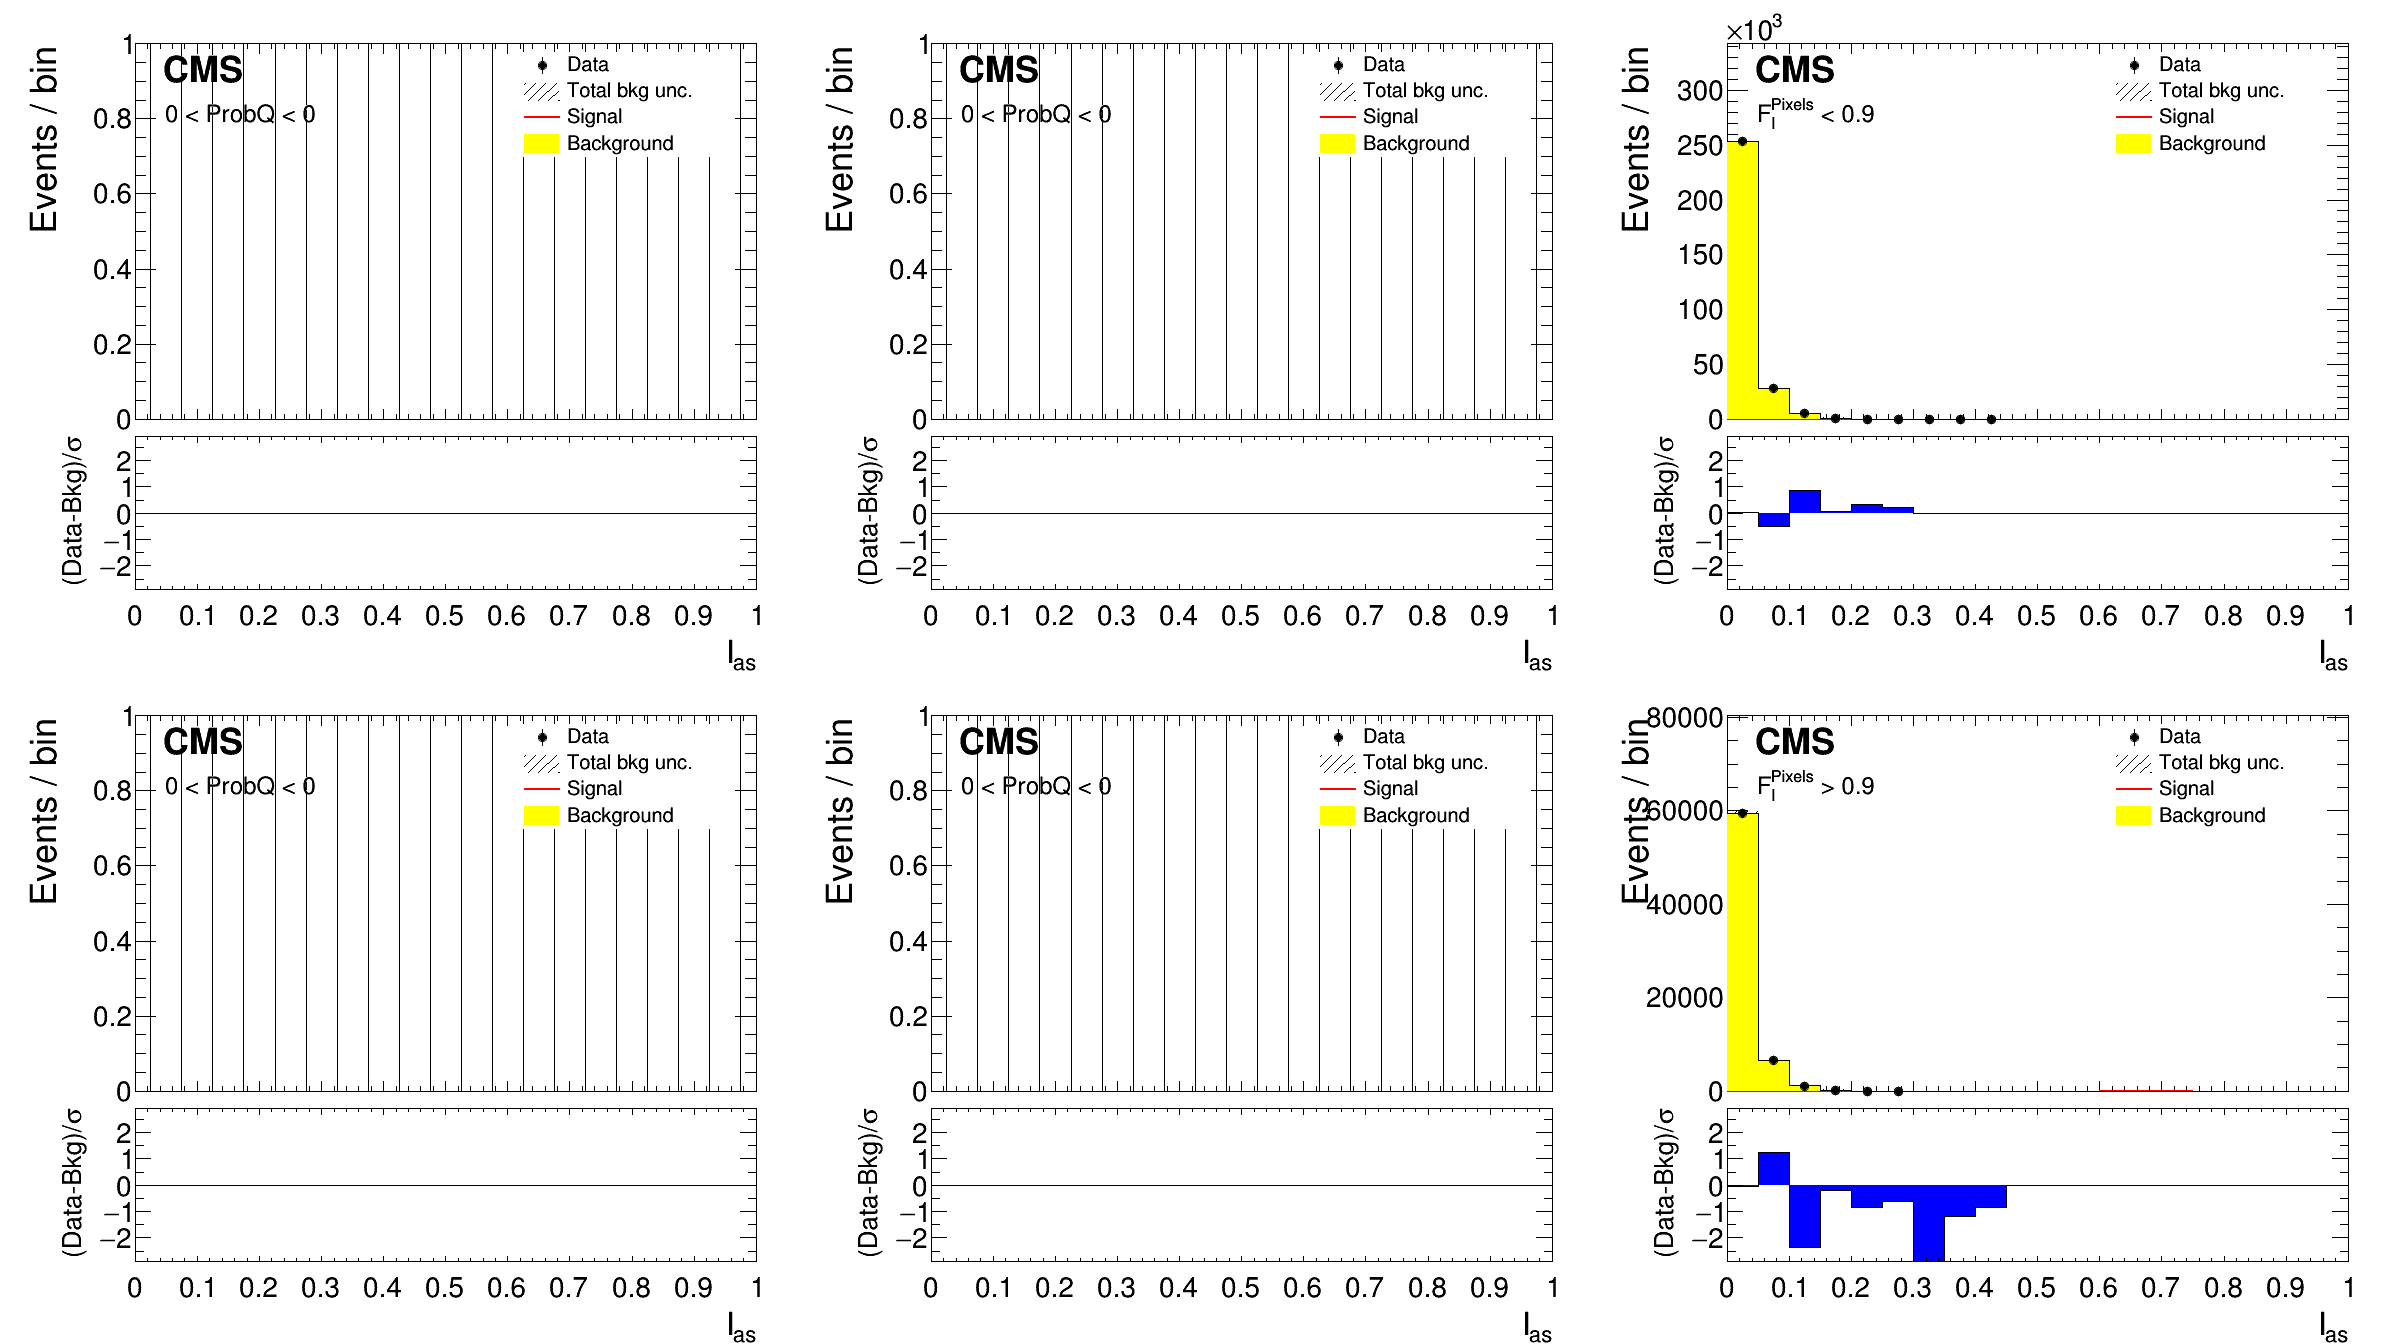 1
CMS
0 < ProbQ < 0
Data
Total bkg unc.
Signal
Background
Events / bin
0.8
0.6
0.4
0.2
0
(Data-Bkg)/σ
2
1
0
−1
−2
0 0.1 0.2 0.3 0.4 0.5 0.6 0.7 0.8 0.9 1
Ias
1
CMS
0 < ProbQ < 0
Data
Total bkg unc.
Signal
Background
Events / bin
0.8
0.6
0.4
0.2
0
(Data-Bkg)/σ
2
1
0
−1
−2
0 0.1 0.2 0.3 0.4 0.5 0.6 0.7 0.8 0.9 1
Ias
×10³
CMS
F_I^Pixels < 0.9
Data
Total bkg unc.
Signal
Background
Events / bin
300
250
200
150
100
50
0
(Data-Bkg)/σ
2
1
0
−1
−2
0 0.1 0.2 0.3 0.4 0.5 0.6 0.7 0.8 0.9 1
Ias
1
CMS
0 < ProbQ < 0
Data
Total bkg unc.
Signal
Background
Events / bin
0.8
0.6
0.4
0.2
0
(Data-Bkg)/σ
2
1
0
−1
−2
0 0.1 0.2 0.3 0.4 0.5 0.6 0.7 0.8 0.9 1
Ias
1
CMS
0 < ProbQ < 0
Data
Total bkg unc.
Signal
Background
Events / bin
0.8
0.6
0.4
0.2
0
(Data-Bkg)/σ
2
1
0
−1
−2
0 0.1 0.2 0.3 0.4 0.5 0.6 0.7 0.8 0.9 1
Ias
80000
CMS
F_I^Pixels > 0.9
Data
Total bkg unc.
Signal
Background
Events / bin
60000
40000
20000
0
(Data-Bkg)/σ
2
1
0
−1
−2
0 0.1 0.2 0.3 0.4 0.5 0.6 0.7 0.8 0.9 1
Ias